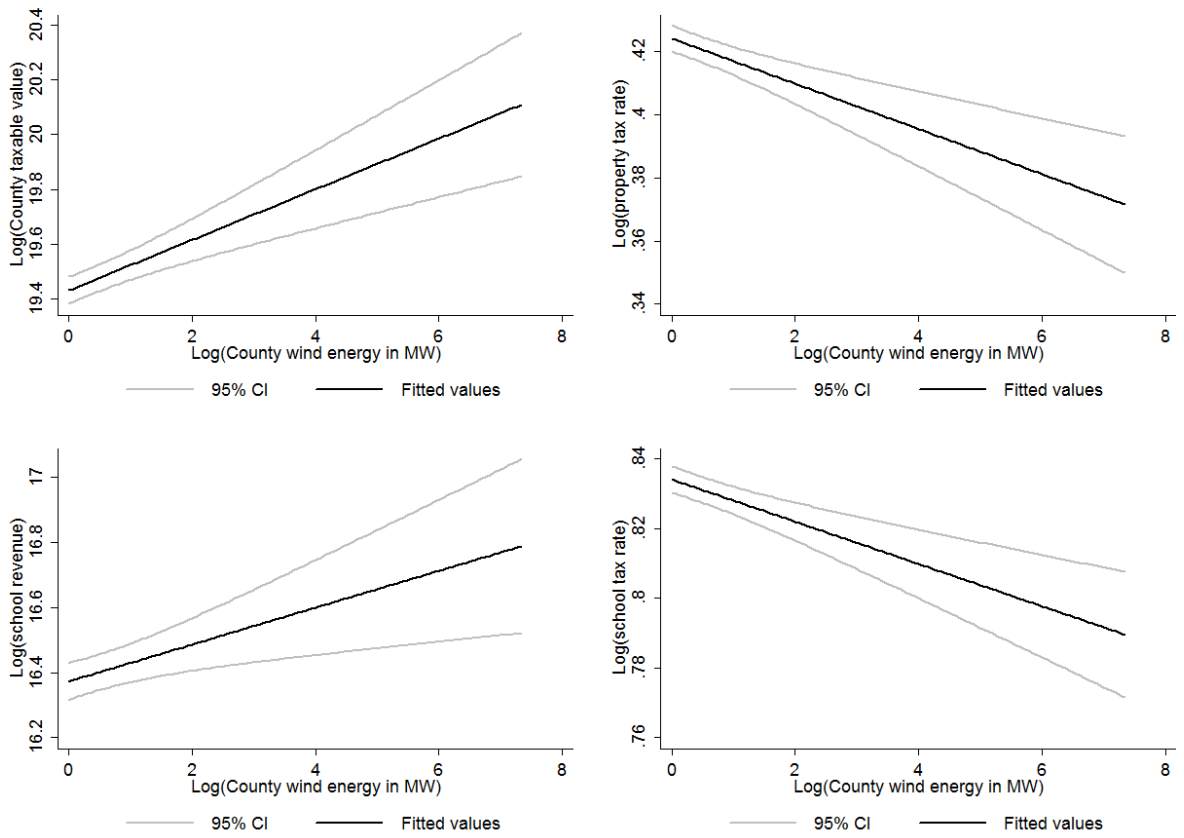 Log(County taxable value)
20.4
20.2
20
19.8
19.6
19.4
0 2 4 6 8
Log(County wind energy in MW)
95% CI Fitted values
Log(property tax rate)
.42
.4
.38
.36
.34
0 2 4 6 8
Log(County wind energy in MW)
95% CI Fitted values
Log(school revenue)
17
16.8
16.6
16.4
16.2
0 2 4 6 8
Log(County wind energy in MW)
95% CI Fitted values
Log(school tax rate)
.84
.82
.8
.78
.76
0 2 4 6 8
Log(County wind energy in MW)
95% CI Fitted values